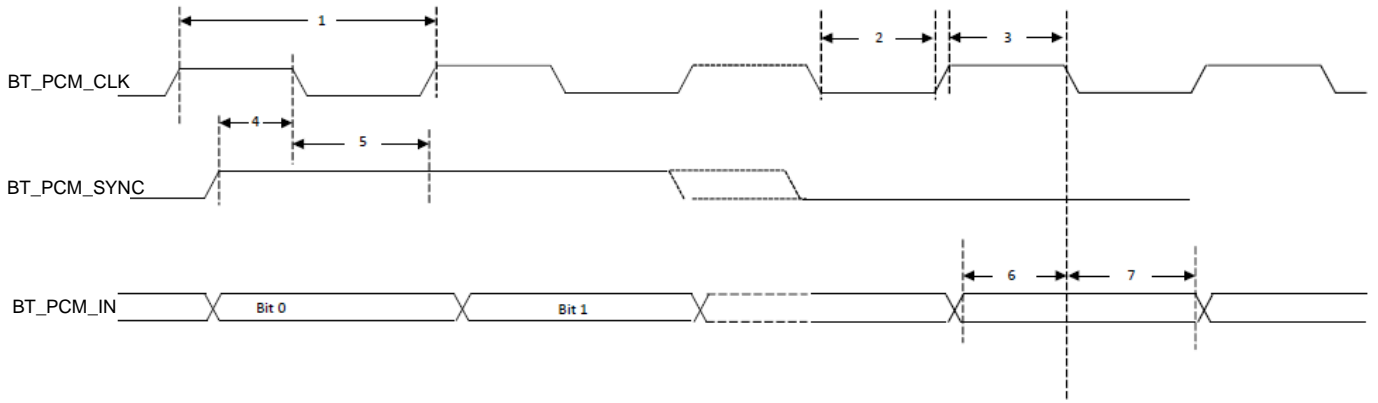 1
2
3
BT_PCM_CLK
4
5
BT_PCM_SYNC
6
7
BT_PCM_IN
Bit 0
Bit 1